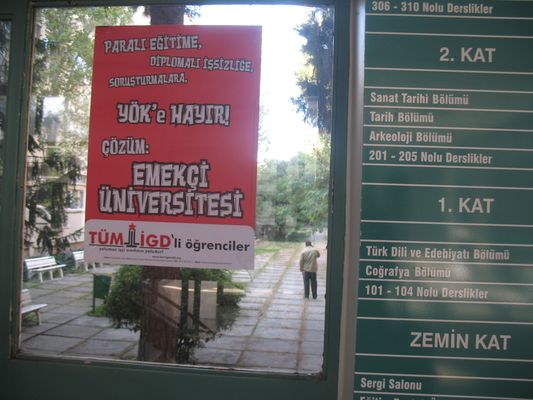 PARALI EĞİTİME,
DİPLOMALI İŞSİZLİĞE,
SORUŞTURMALARA,
YÖK'e HAYIR!
ÇÖZÜM:
EMEKÇİ
ÜNİVERSİTESİ
TÜM İGD'li öğrenciler
306 - 310 Nolu Derslikler
2. KAT
Sanat Tarihi Bölümü
Tarih Bölümü
Arkeoloji Bölümü
201 - 205 Nolu Derslikler
1. KAT
Türk Dili ve Edebiyatı Bölümü
Coğrafya Bölümü
101 - 104 Nolu Derslikler
ZEMİN KAT
Sergi Salonu